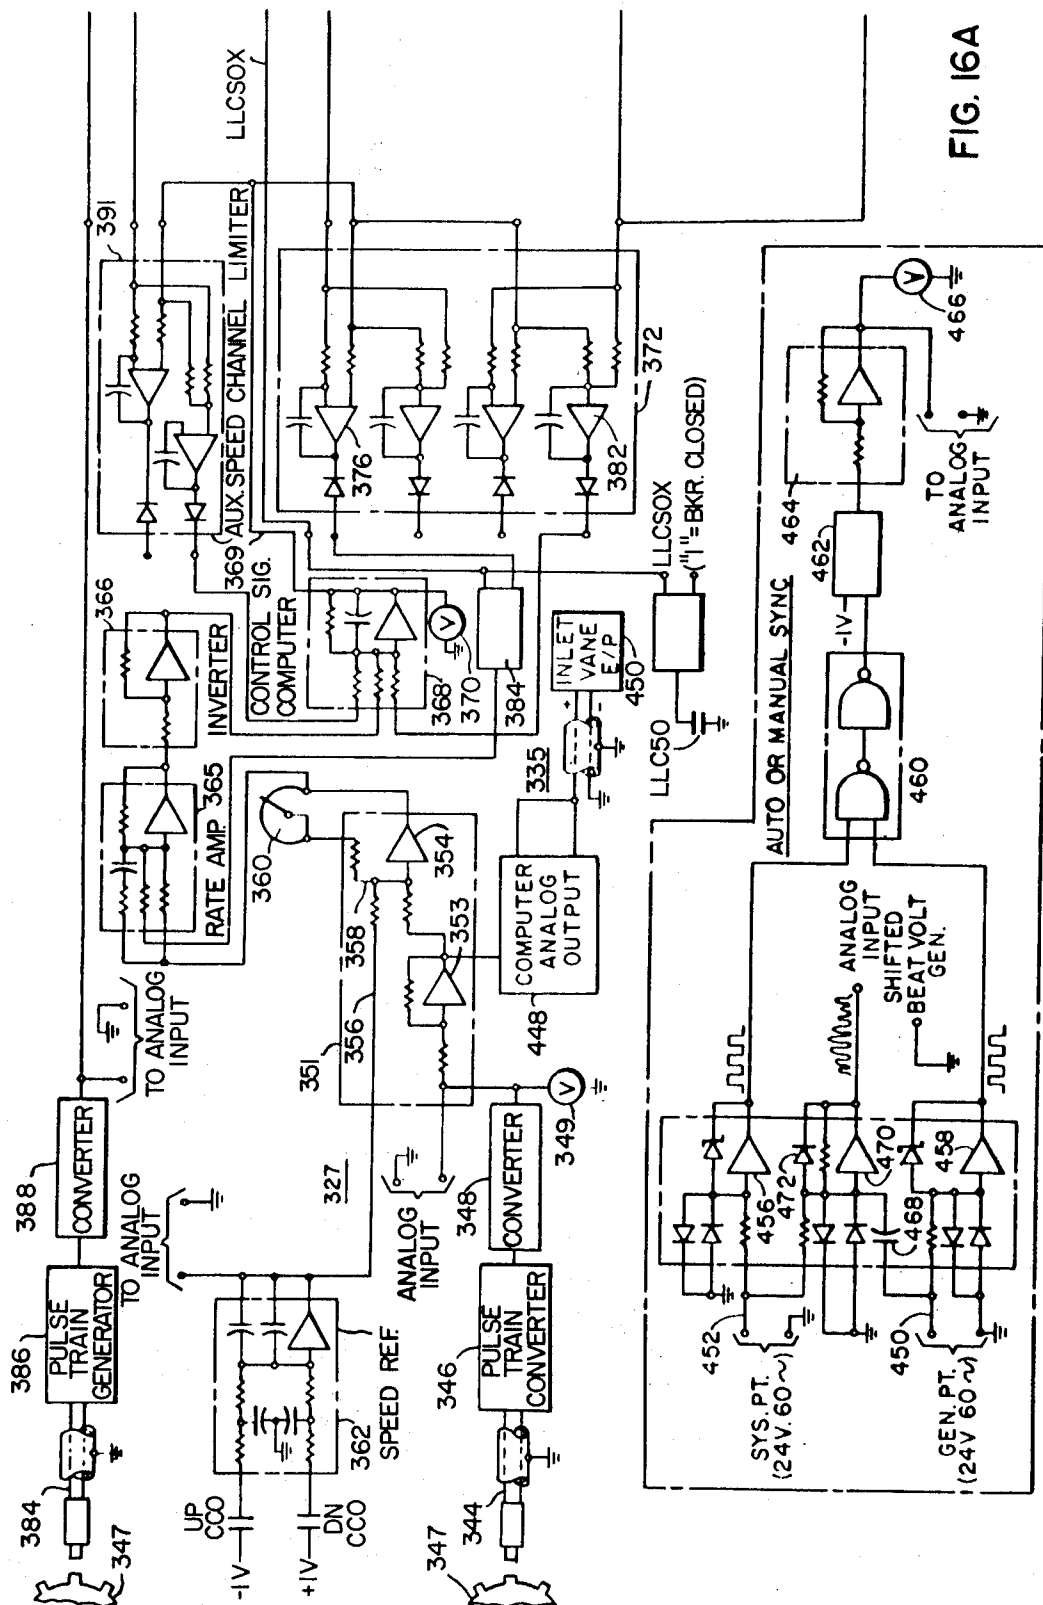 FIG. 16A
391
LLCSOX
369 AUX. SPEED CHANNEL LIMITER
366
INVERTER
CONTROL SIG.
COMPUTER
368
370
V
384
376
382
372
365
RATE AMP.
360
354
358
356
353
351
327
335
INLET
VANE
E/P
450
+
-
COMPUTER
ANALOG
OUTPUT
448
LLC50
LLCSOX
("1"=BKR. CLOSED)
388
CONVERTER
TO ANALOG
INPUT
386
PULSE
TRAIN
GENERATOR
384
347
TO ANALOG
INPUT
UP
CCO
-1V
+1V
DN
CCO
362
SPEED REF.
ANALOG
INPUT
348
CONVERTER
V
349
346
PULSE
TRAIN
CONVERTER
344
347
AUTO OR MANUAL SYNC
464
V
466
TO
ANALOG
INPUT
462
-1V
460
ANALOG
INPUT
SHIFTED
BEAT VOLT
GEN.
452
SYS. PT.
(24V. 60~)
456
472
470
468
458
450
GEN. PT.
(24V 60~)